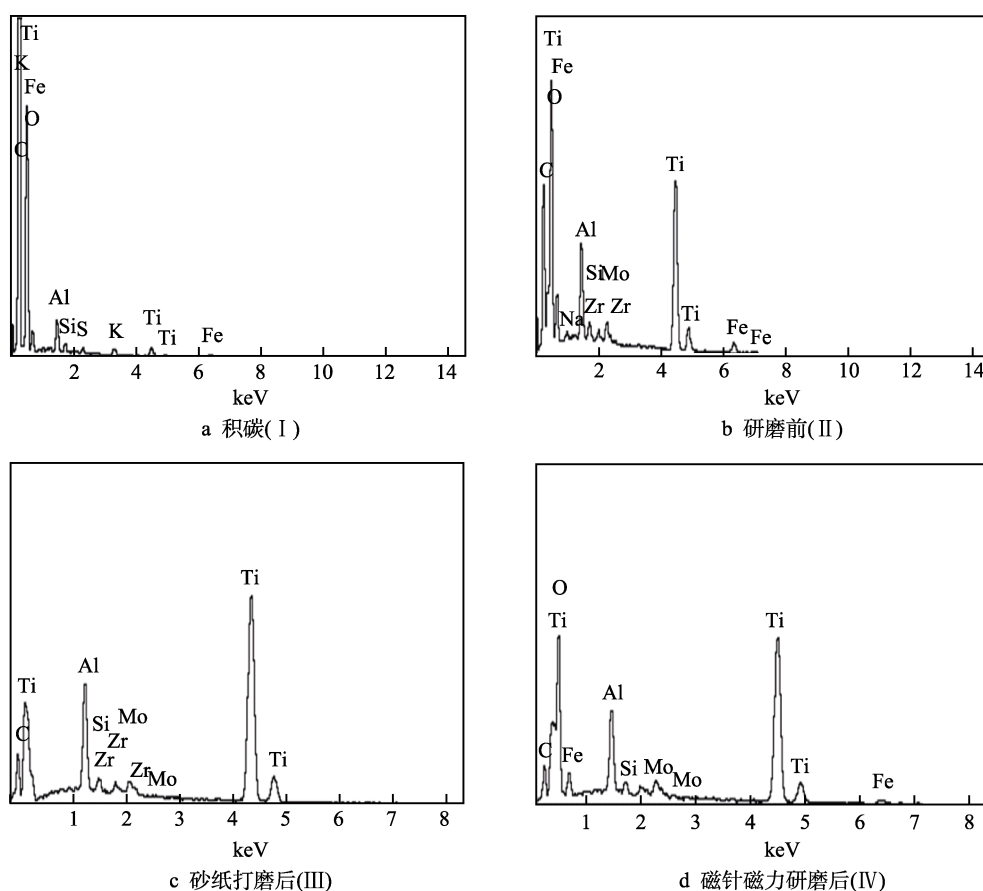 Ti
K
Fe
O
C
Al
Si S
K
Ti
Ti
Fe
2 4 6 8 10 12 14
keV
a 积碳(Ⅰ)
Ti
Fe
O
C
Ti
Al
Si Mo
Zr Zr
Na
Ti
Fe
Fe
2 4 6 8 10 12 14
keV
b 研磨前(Ⅱ)
Ti
Al
Ti
C
Si Mo
Zr
Zr
Zr
Mo
Ti
1 2 3 4 5 6 7 8
keV
c 砂纸打磨后(Ⅲ)
O
Ti
Ti
Al
C
Fe
Si Mo
Mo
Ti
Fe
1 2 3 4 5 6 7 8
keV
d 磁针磁力研磨后(Ⅳ)